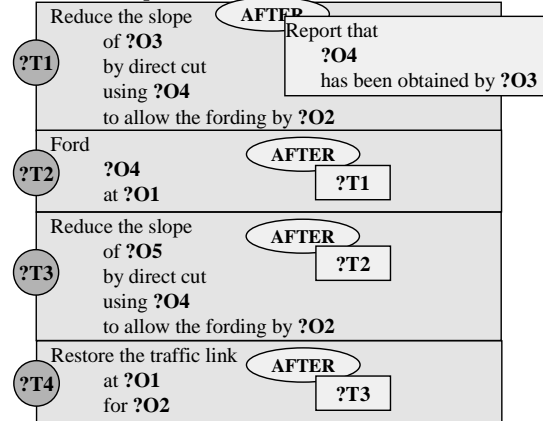 Reduce the slope
of ?O3
by direct cut
using ?O4
to allow the fording by ?O2
?T1
AFTER
Report that
?O4
has been obtained by ?O3
Ford
?O4
at ?O1
?T2
AFTER
?T1
Reduce the slope
of ?O5
by direct cut
using ?O4
to allow the fording by ?O2
?T3
AFTER
?T2
Restore the traffic link
at ?O1
for ?O2
?T4
AFTER
?T3